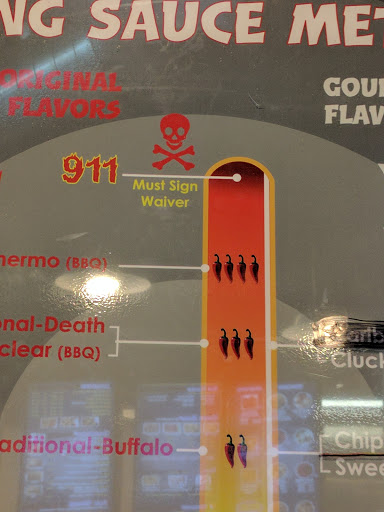 NG SAUCE ME
ORIGINAL
FLAVORS
GOU
FLAV
911
Must Sign
Waiver
hermo (BBQ)
onal-Death
clear (BBQ)
Cluck
aditional-Buffalo
Chip
Swee